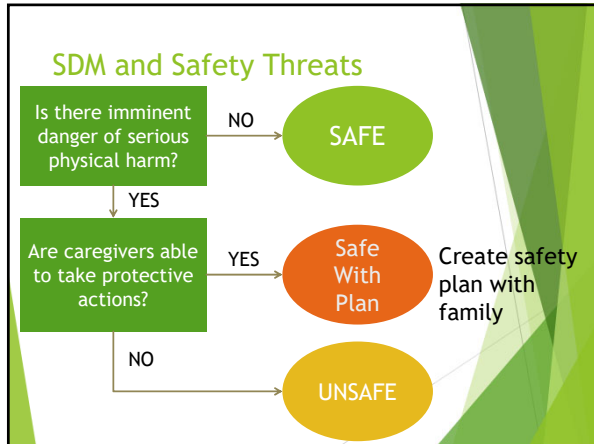 SDM and Safety Threats
Is there imminent
danger of serious
physical harm?
NO
SAFE
YES
Are caregivers able
to take protective
actions?
YES
Safe
With
Plan
Create safety
plan with
family
NO
UNSAFE